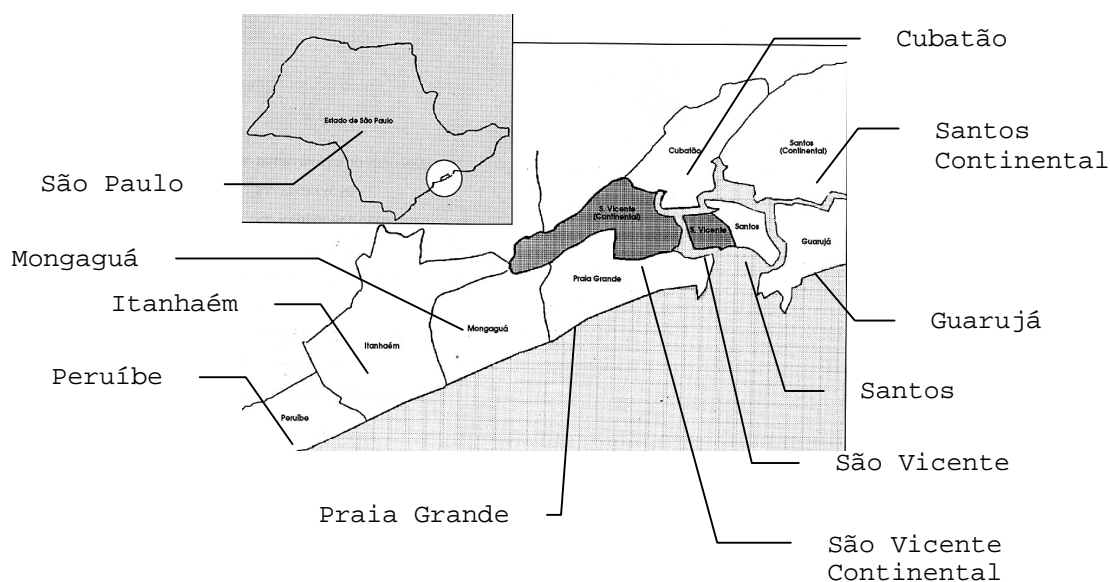 Cubatão
Estado de São Paulo
Santos
Continental
Cubatão
Santos
(Continental)
São Paulo
S. Vicente
(Continental)
S. Vicente
Santos
Guarujá
Mongaguá
Praia Grande
Itanhaém
Mongaguá
Guarujá
Itanhaém
Peruíbe
Santos
Peruíbe
São Vicente
Praia Grande
São Vicente
Continental